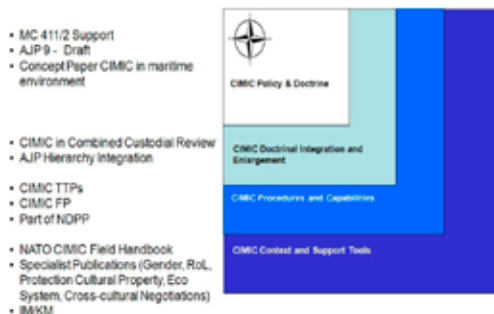 • MC 411/2 Support
• AJP 9 - Draft
• Concept Paper CIMIC in maritime
environment
• CIMIC in Combined Custodial Review
• AJP Hierarchy Integration
• CIMIC TTPs
• CIMIC FP
• Part of NDPP
• NATO CIMIC Field Handbook
• Specialist Publications (Gender, RoL,
Protection Cultural Property, Eco
System, Cross-cultural Negotiations)
• IM/KM
CIMIC Policy & Doctrine
CIMIC Doctrinal Integration and
Enlargement
CIMIC Procedures and Capabilities
CIMIC Context and Support Tools